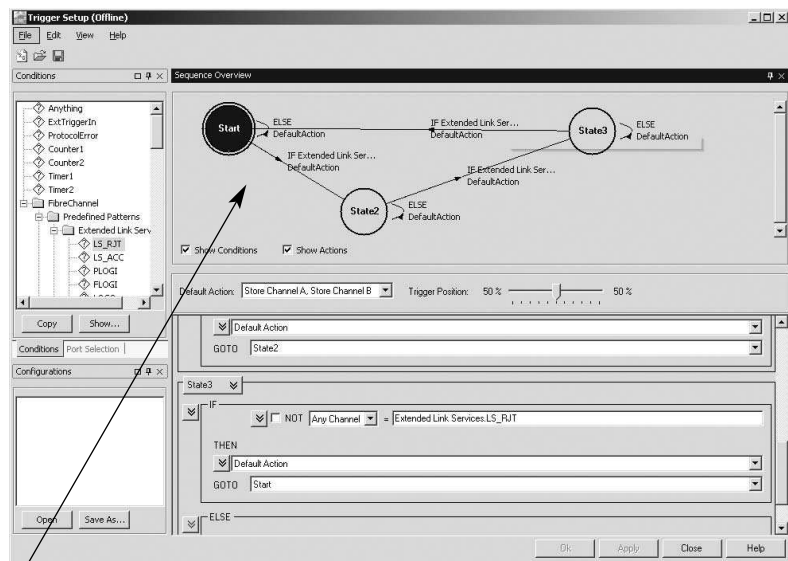 Trigger Setup (Offline)
File Edit View Help
Conditions
Anything
ExtTriggerIn
ProtocolError
Counter1
Counter2
Timer1
Timer2
FibreChannel
Predefined Patterns
Extended Link Serv
LS_RJT
LS_ACC
PLOGI
FLOGI
Copy Show...
Conditions Port Selection
Configurations
Open Save As...
Sequence Overview
Start
ELSE
DefaultAction
IF Extended Link Ser...
DefaultAction
State3
ELSE
DefaultAction
IF Extended Link Ser...
DefaultAction
IF Extended Link Ser...
DefaultAction
State2
ELSE
DefaultAction
Show Conditions Show Actions
Default Action: Store Channel A, Store Channel B Trigger Position: 50 % 50 %
Default Action
GOTO State2
State3
IF
NOT Any Channel = Extended Link Services.LS_RJT
THEN
Default Action
GOTO Start
ELSE
Ok Apply Close Help